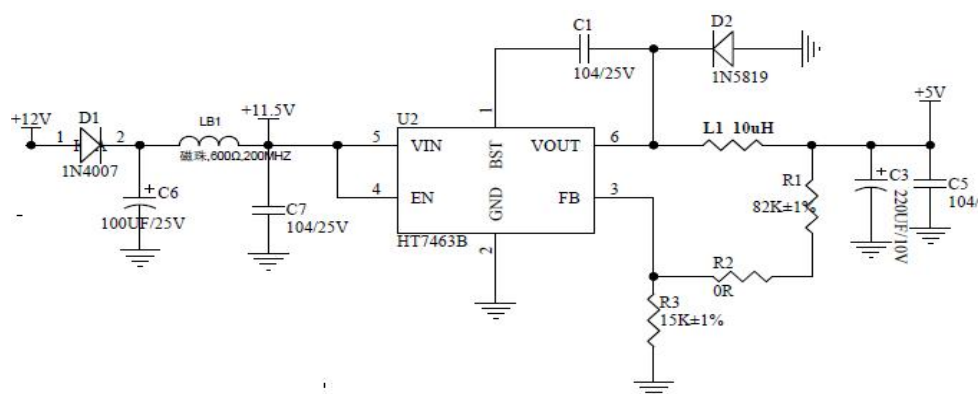 C1
104/25V
D2
1N5819
+12V
D1
1
2
1N4007
LB1
磁珠,600Ω,200MHZ
+11.5V
C6
100UF/25V
C7
104/25V
U2
5
VIN
4
EN
1
BST
GND
2
VOUT
6
FB
3
HT7463B
L1 10uH
+5V
R1
82K±1%
R2
0R
R3
15K±1%
C3
220UF/10V
C5
104/